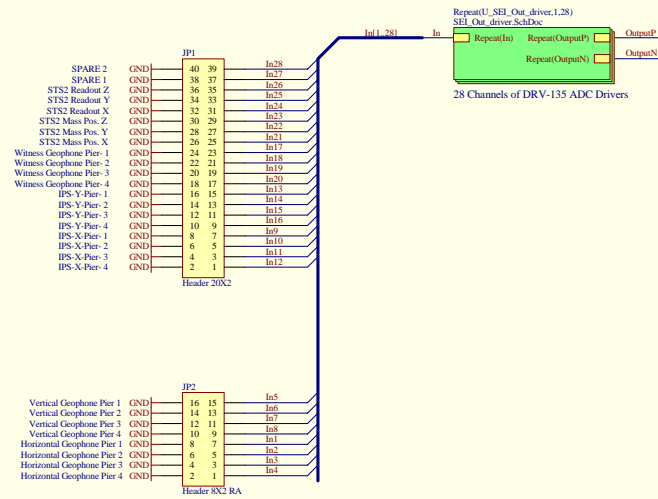 Repeat(U_SEI_Out_driver,1,28)
SEI_Out_driver.SchDoc
In[1..28] In Repeat(In) Repeat(OutputP) OutputP
Repeat(OutputN) OutputN
28 Channels of DRV-135 ADC Drivers
JP1
SPARE 2 GND 40 39 In28
SPARE 1 GND 38 37 In27
STS2 Readout Z GND 36 35 In26
STS2 Readout Y GND 34 33 In25
STS2 Readout X GND 32 31 In24
STS2 Mass Pos. Z GND 30 29 In23
STS2 Mass Pos. Y GND 28 27 In22
STS2 Mass Pos. X GND 26 25 In21
Witness Geophone Pier- 1 GND 24 23 In17
Witness Geophone Pier- 2 GND 22 21 In18
Witness Geophone Pier- 3 GND 20 19 In19
Witness Geophone Pier- 4 GND 18 17 In20
IPS-Y-Pier- 1 GND 16 15 In13
IPS-Y-Pier- 2 GND 14 13 In14
IPS-Y-Pier- 3 GND 12 11 In15
IPS-Y-Pier- 4 GND 10 9 In16
IPS-X-Pier- 1 GND 8 7 In9
IPS-X-Pier- 2 GND 6 5 In10
IPS-X-Pier- 3 GND 4 3 In11
IPS-X-Pier- 4 GND 2 1 In12
Header 20X2
JP2
Vertical Geophone Pier 1 GND 16 15 In5
Vertical Geophone Pier 2 GND 14 13 In6
Vertical Geophone Pier 3 GND 12 11 In7
Vertical Geophone Pier 4 GND 10 9 In8
Horizontal Geophone Pier 1 GND 8 7 In1
Horizontal Geophone Pier 2 GND 6 5 In2
Horizontal Geophone Pier 3 GND 4 3 In3
Horizontal Geophone Pier 4 GND 2 1 In4
Header 8X2 RA